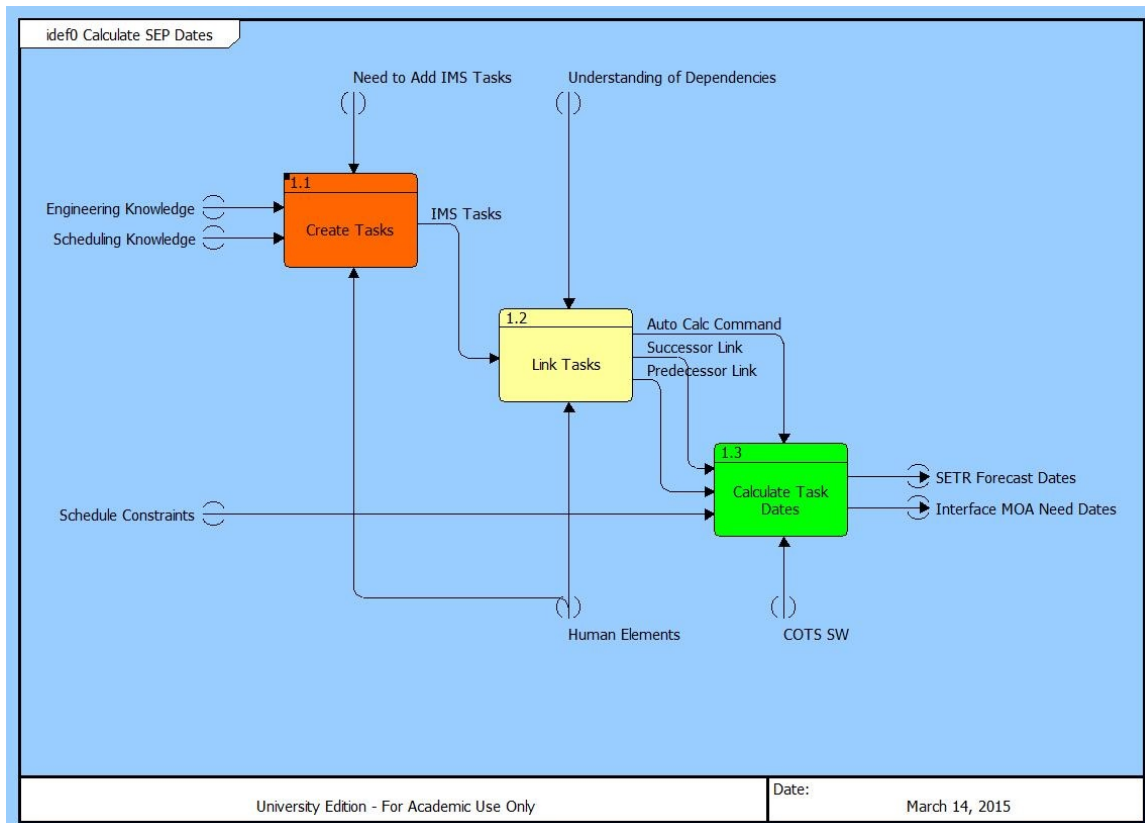 idef0 Calculate SEP Dates
Need to Add IMS Tasks
Understanding of Dependencies
1.1
Create Tasks
Engineering Knowledge
Scheduling Knowledge
IMS Tasks
1.2
Link Tasks
Auto Calc Command
Successor Link
Predecessor Link
1.3
Calculate Task
Dates
SETR Forecast Dates
Interface MOA Need Dates
Schedule Constraints
Human Elements
COTS SW
University Edition - For Academic Use Only
Date:
March 14, 2015